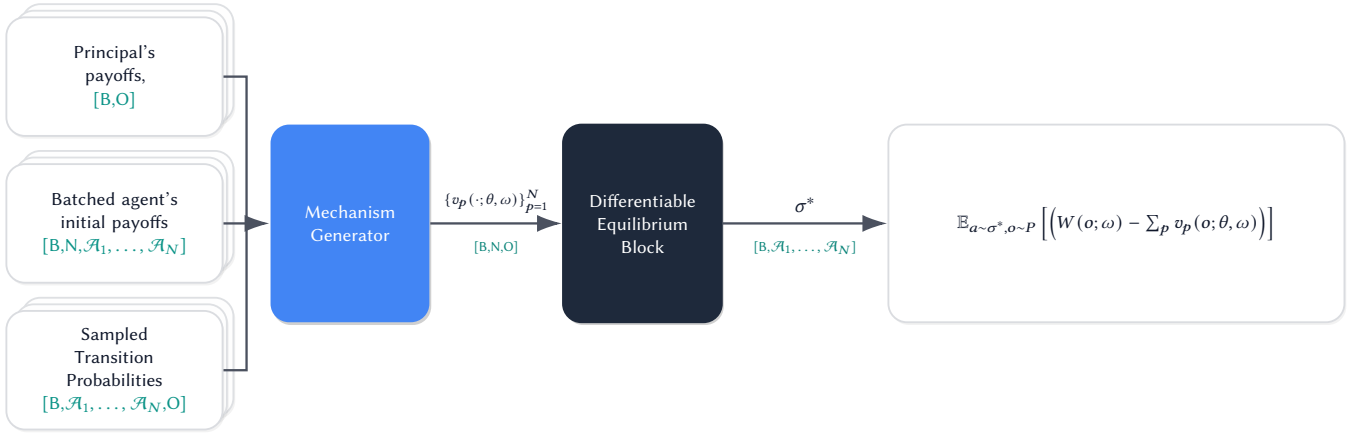 Principal's
payoffs,
[B,O]
Batched agent's
initial payoffs
[B,N,𝒜₁,..., 𝒜_N]
Sampled
Transition
Probabilities
[B,𝒜₁,..., 𝒜_N,O]
Mechanism
Generator
{v_p(·; θ, ω)}_{p=1}^N
[B,N,O]
Differentiable
Equilibrium
Block
σ*
[B,𝒜₁,..., 𝒜_N]
𝔼_{a∼σ*,o∼P} [(W(o; ω) − ∑_p v_p(o; θ, ω))]